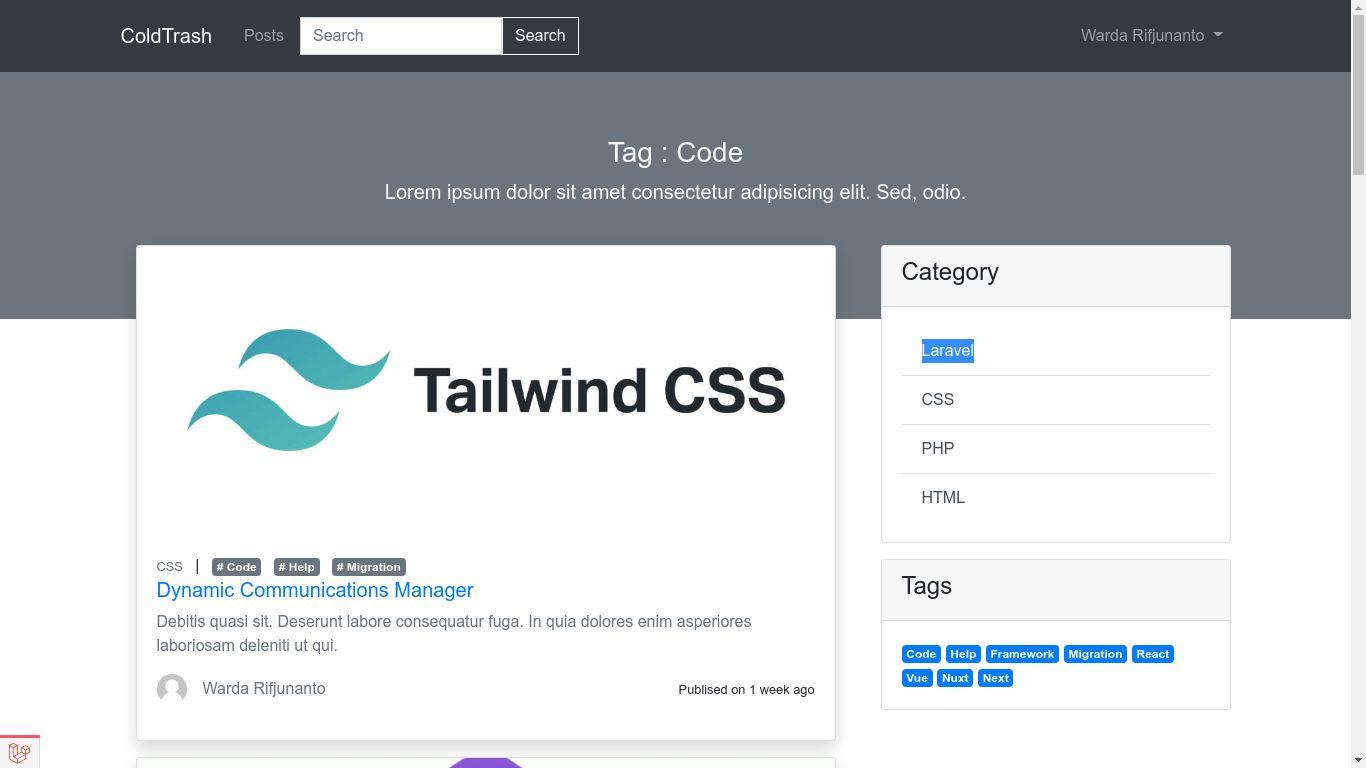 ColdTrash Posts Search Search Warda Rifjunanto
Tag : Code
Lorem ipsum dolor sit amet consectetur adipisicing elit. Sed, odio.
Tailwind CSS
CSS | # Code # Help # Migration
Dynamic Communications Manager
Debitis quasi sit. Deserunt labore consequatur fuga. In quia dolores enim asperiores
laboriosam deleniti ut qui.
Warda Rifjunanto Publised on 1 week ago
Category
Laravel
CSS
PHP
HTML
Tags
Code Help Framework Migration React
Vue Nuxt Next